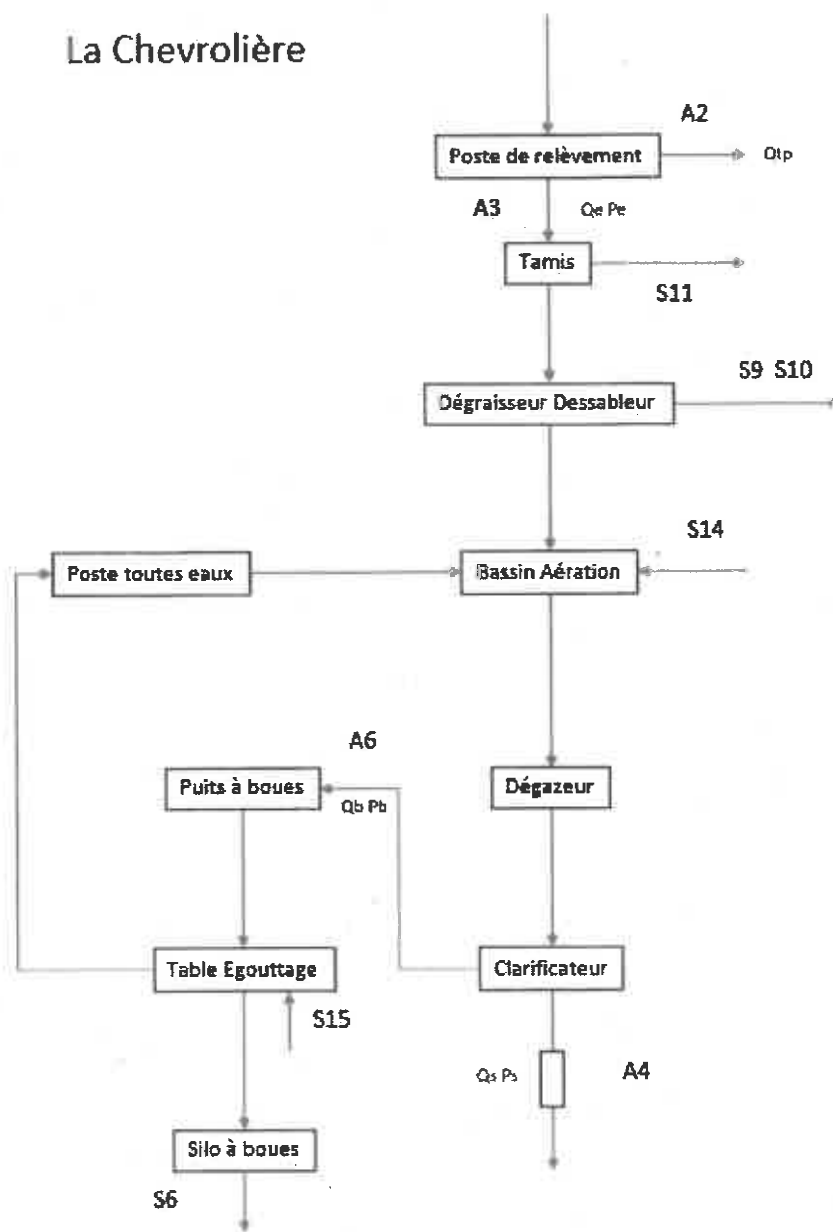 La Chevrolière
A2
Poste de relèvement
Qtp
A3
Qe Pe
Tamis
S11
S9 S10
Dégraisseur Dessableur
S14
Poste toutes eaux
Bassin Aération
A6
Puits à boues
Qb Pb
Dégazeur
Table Egouttage
Clarificateur
S15
Qs Ps
A4
Silo à boues
S6